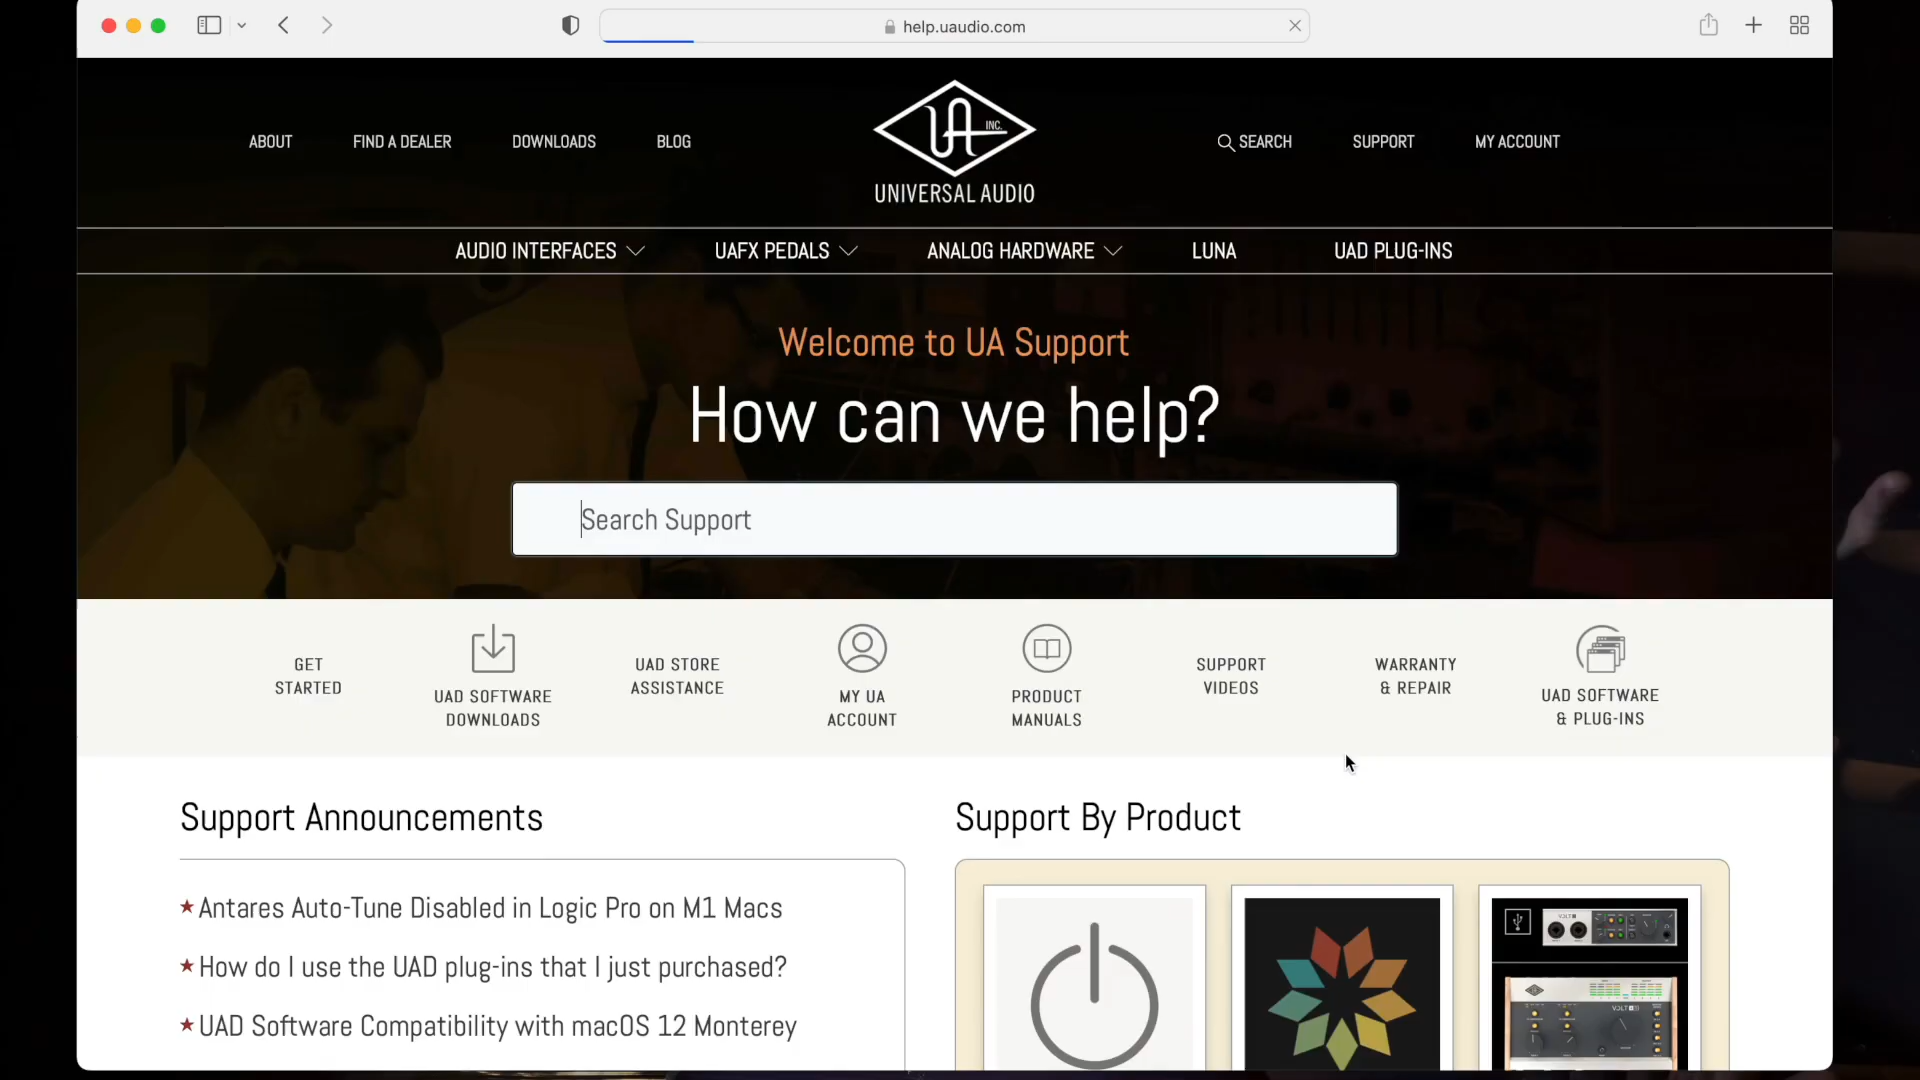 help.uaudio.com
ABOUT
FIND A DEALER
DOWNLOADS
BLOG
UA INC.
UNIVERSAL AUDIO
SEARCH
SUPPORT
MY ACCOUNT
AUDIO INTERFACES
UAFX PEDALS
ANALOG HARDWARE
LUNA
UAD PLUG-INS
Welcome to UA Support
How can we help?
Search Support
GET
STARTED
UAD SOFTWARE
DOWNLOADS
UAD STORE
ASSISTANCE
MY UA
ACCOUNT
PRODUCT
MANUALS
SUPPORT
VIDEOS
WARRANTY
& REPAIR
UAD SOFTWARE
& PLUG-INS
Support Announcements
Antares Auto-Tune Disabled in Logic Pro on M1 Macs
How do I use the UAD plug-ins that I just purchased?
UAD Software Compatibility with macOS 12 Monterey
Support By Product